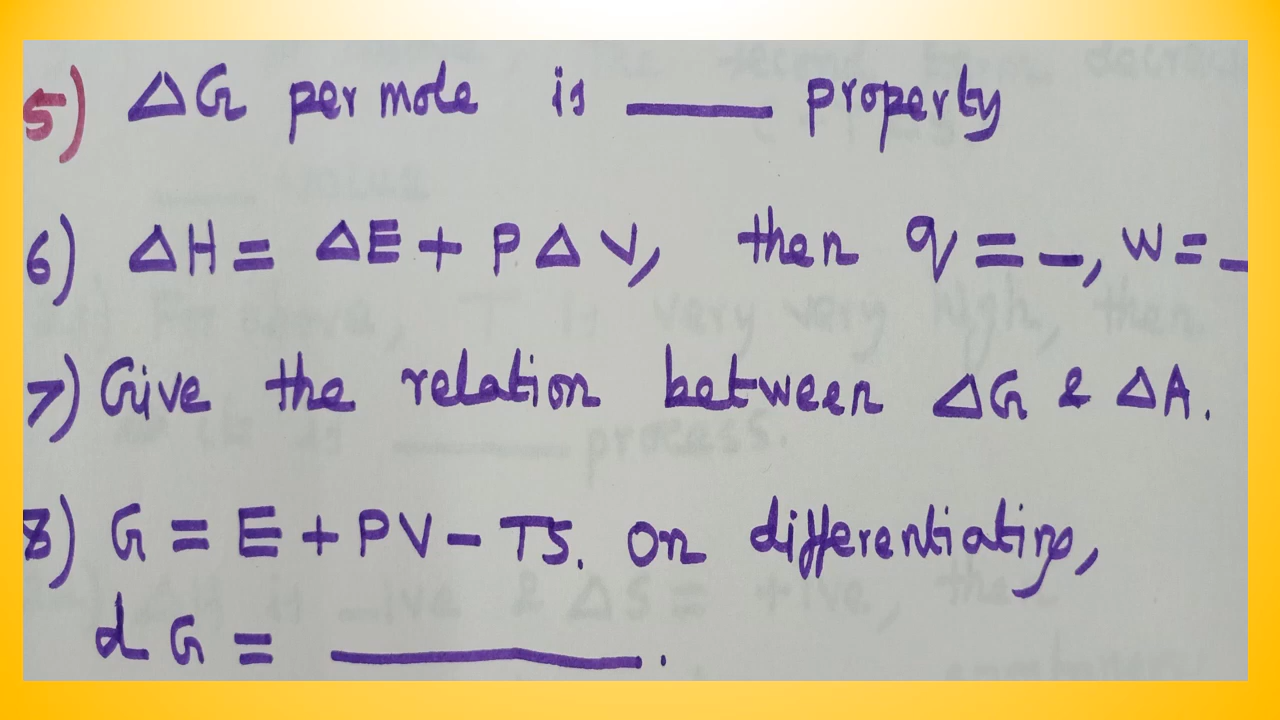 5) ΔG per mole is ____ property
6) ΔH = ΔE + PΔV, then q = _, W = _
7) Give the relation between ΔG & ΔA.
8) G = E + PV - TS. On differentiating,
dG = ________.